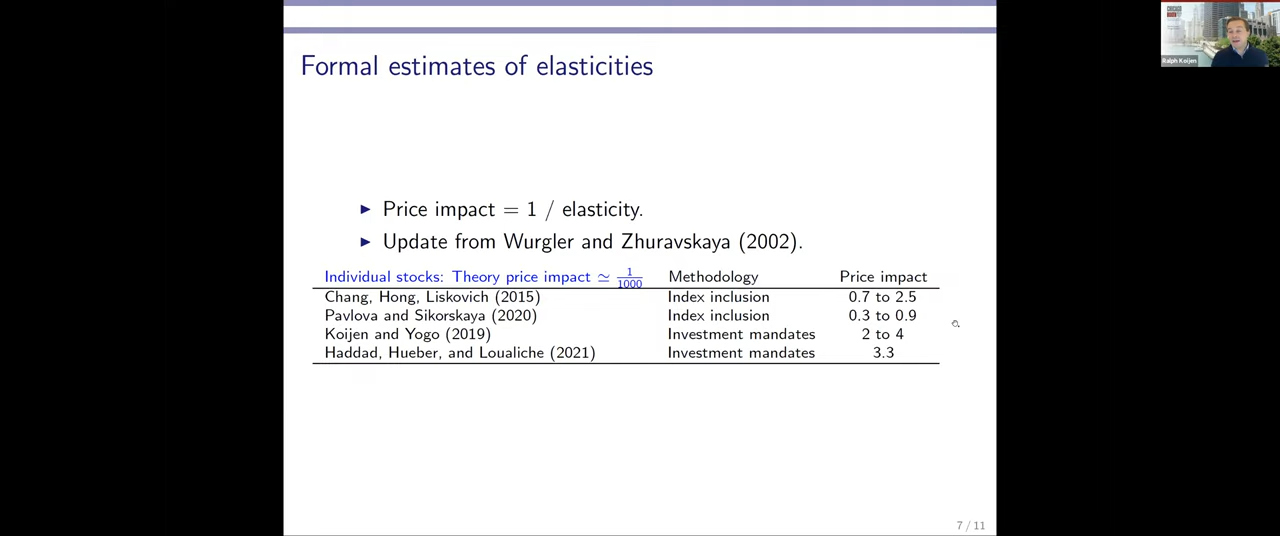 Formal estimates of elasticities
► Price impact = 1 / elasticity.
► Update from Wurgler and Zhuravskaya (2002).
Individual stocks: Theory price impact ≃ 1/1000 Methodology Price impact
Chang, Hong, Liskovich (2015) Index inclusion 0.7 to 2.5
Pavlova and Sikorskaya (2020) Index inclusion 0.3 to 0.9
Koijen and Yogo (2019) Investment mandates 2 to 4
Haddad, Hueber, and Loualiche (2021) Investment mandates 3.3
7 / 11
Ralph Koijen